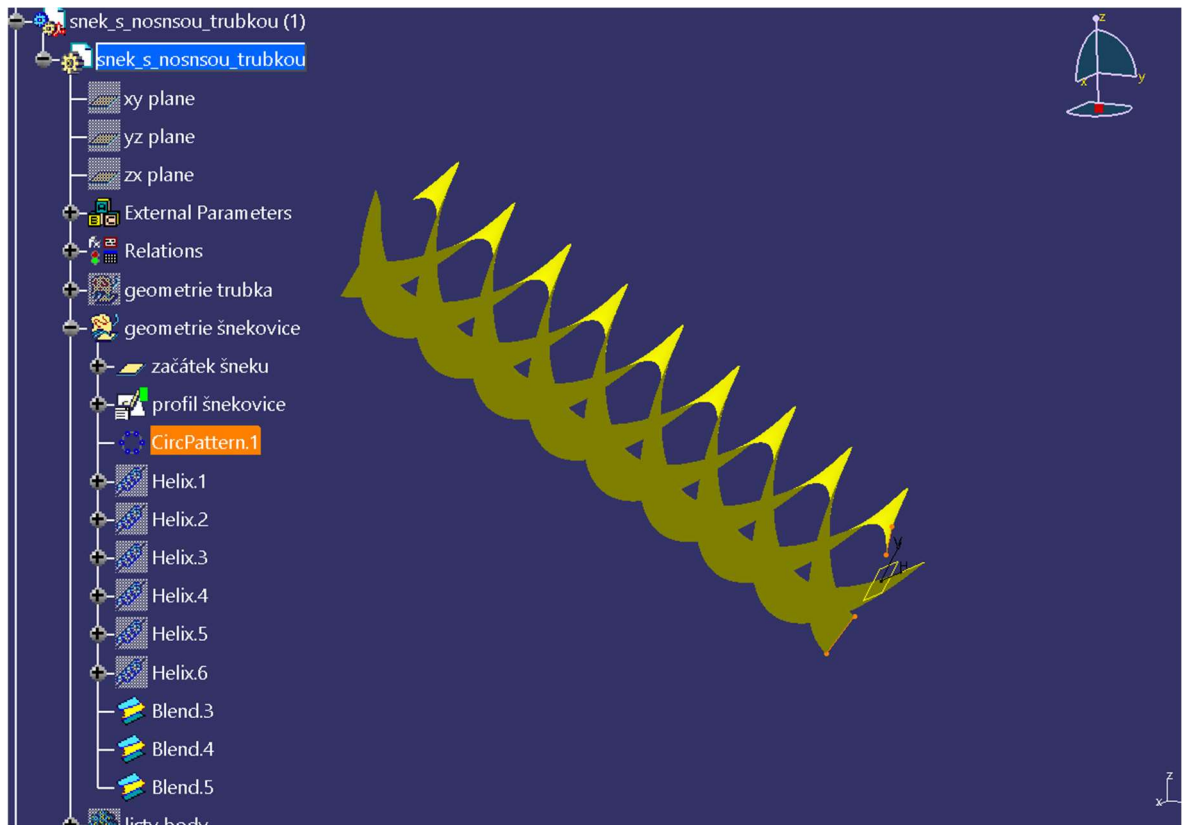 snek_s_nosnsou_trubkou (1)
snek_s_nosnsou_trubkou
xy plane
yz plane
zx plane
External Parameters
Relations
geometrie trubka
geometrie šnekovice
začátek šneku
profil šnekovice
CircPattern.1
Helix.1
Helix.2
Helix.3
Helix.4
Helix.5
Helix.6
Blend.3
Blend.4
Blend.5
listy body
z
y
x
V
H
z
x